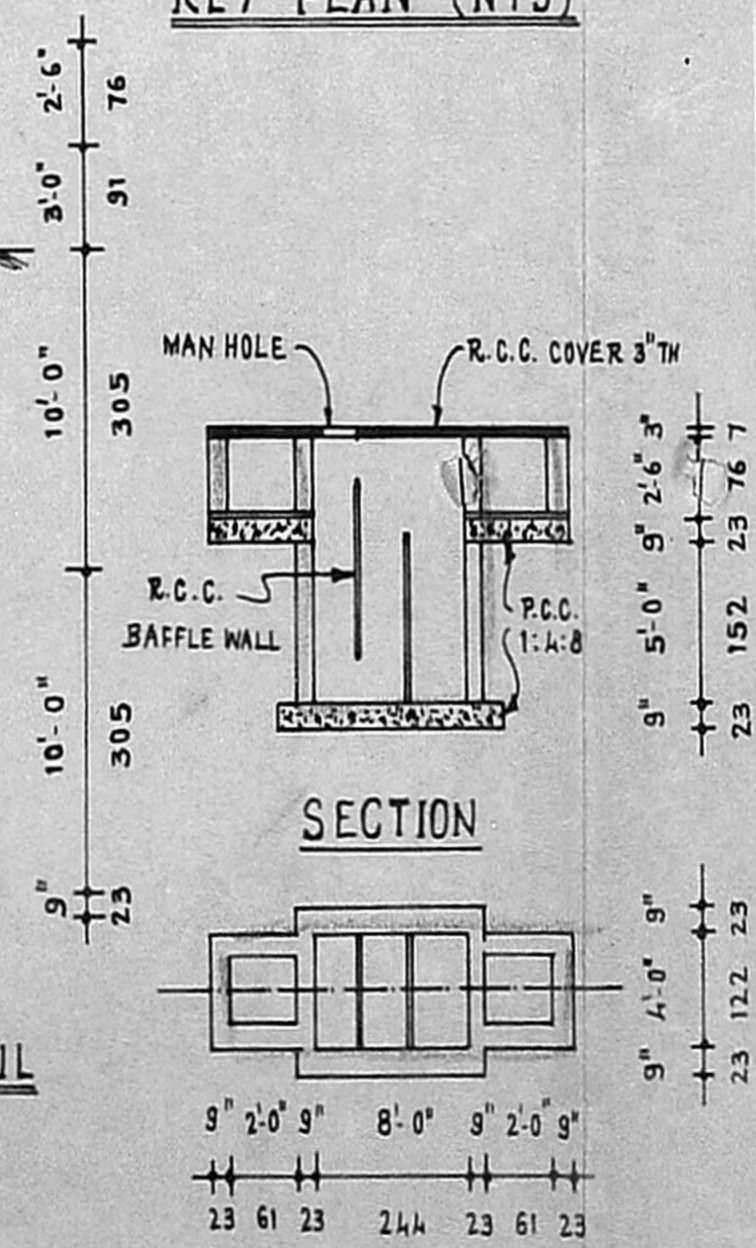 KEY PLAN (NTS)
2'-6" 76
3'-0" 91
10'-0" 305
10'-0" 305
9" 23
MAN HOLE
R.C.C. COVER 3"TH
R.C.C.
BAFFLE WALL
P.C.C.
1:4:8
3" 7
2'-6" 76
9" 23
5'-0" 152
9" 23
SECTION
9" 23
4'-0" 122
9" 23
9" 2'-0" 9" 8'-0" 9" 2'-0" 9"
23 61 23 244 23 61 23